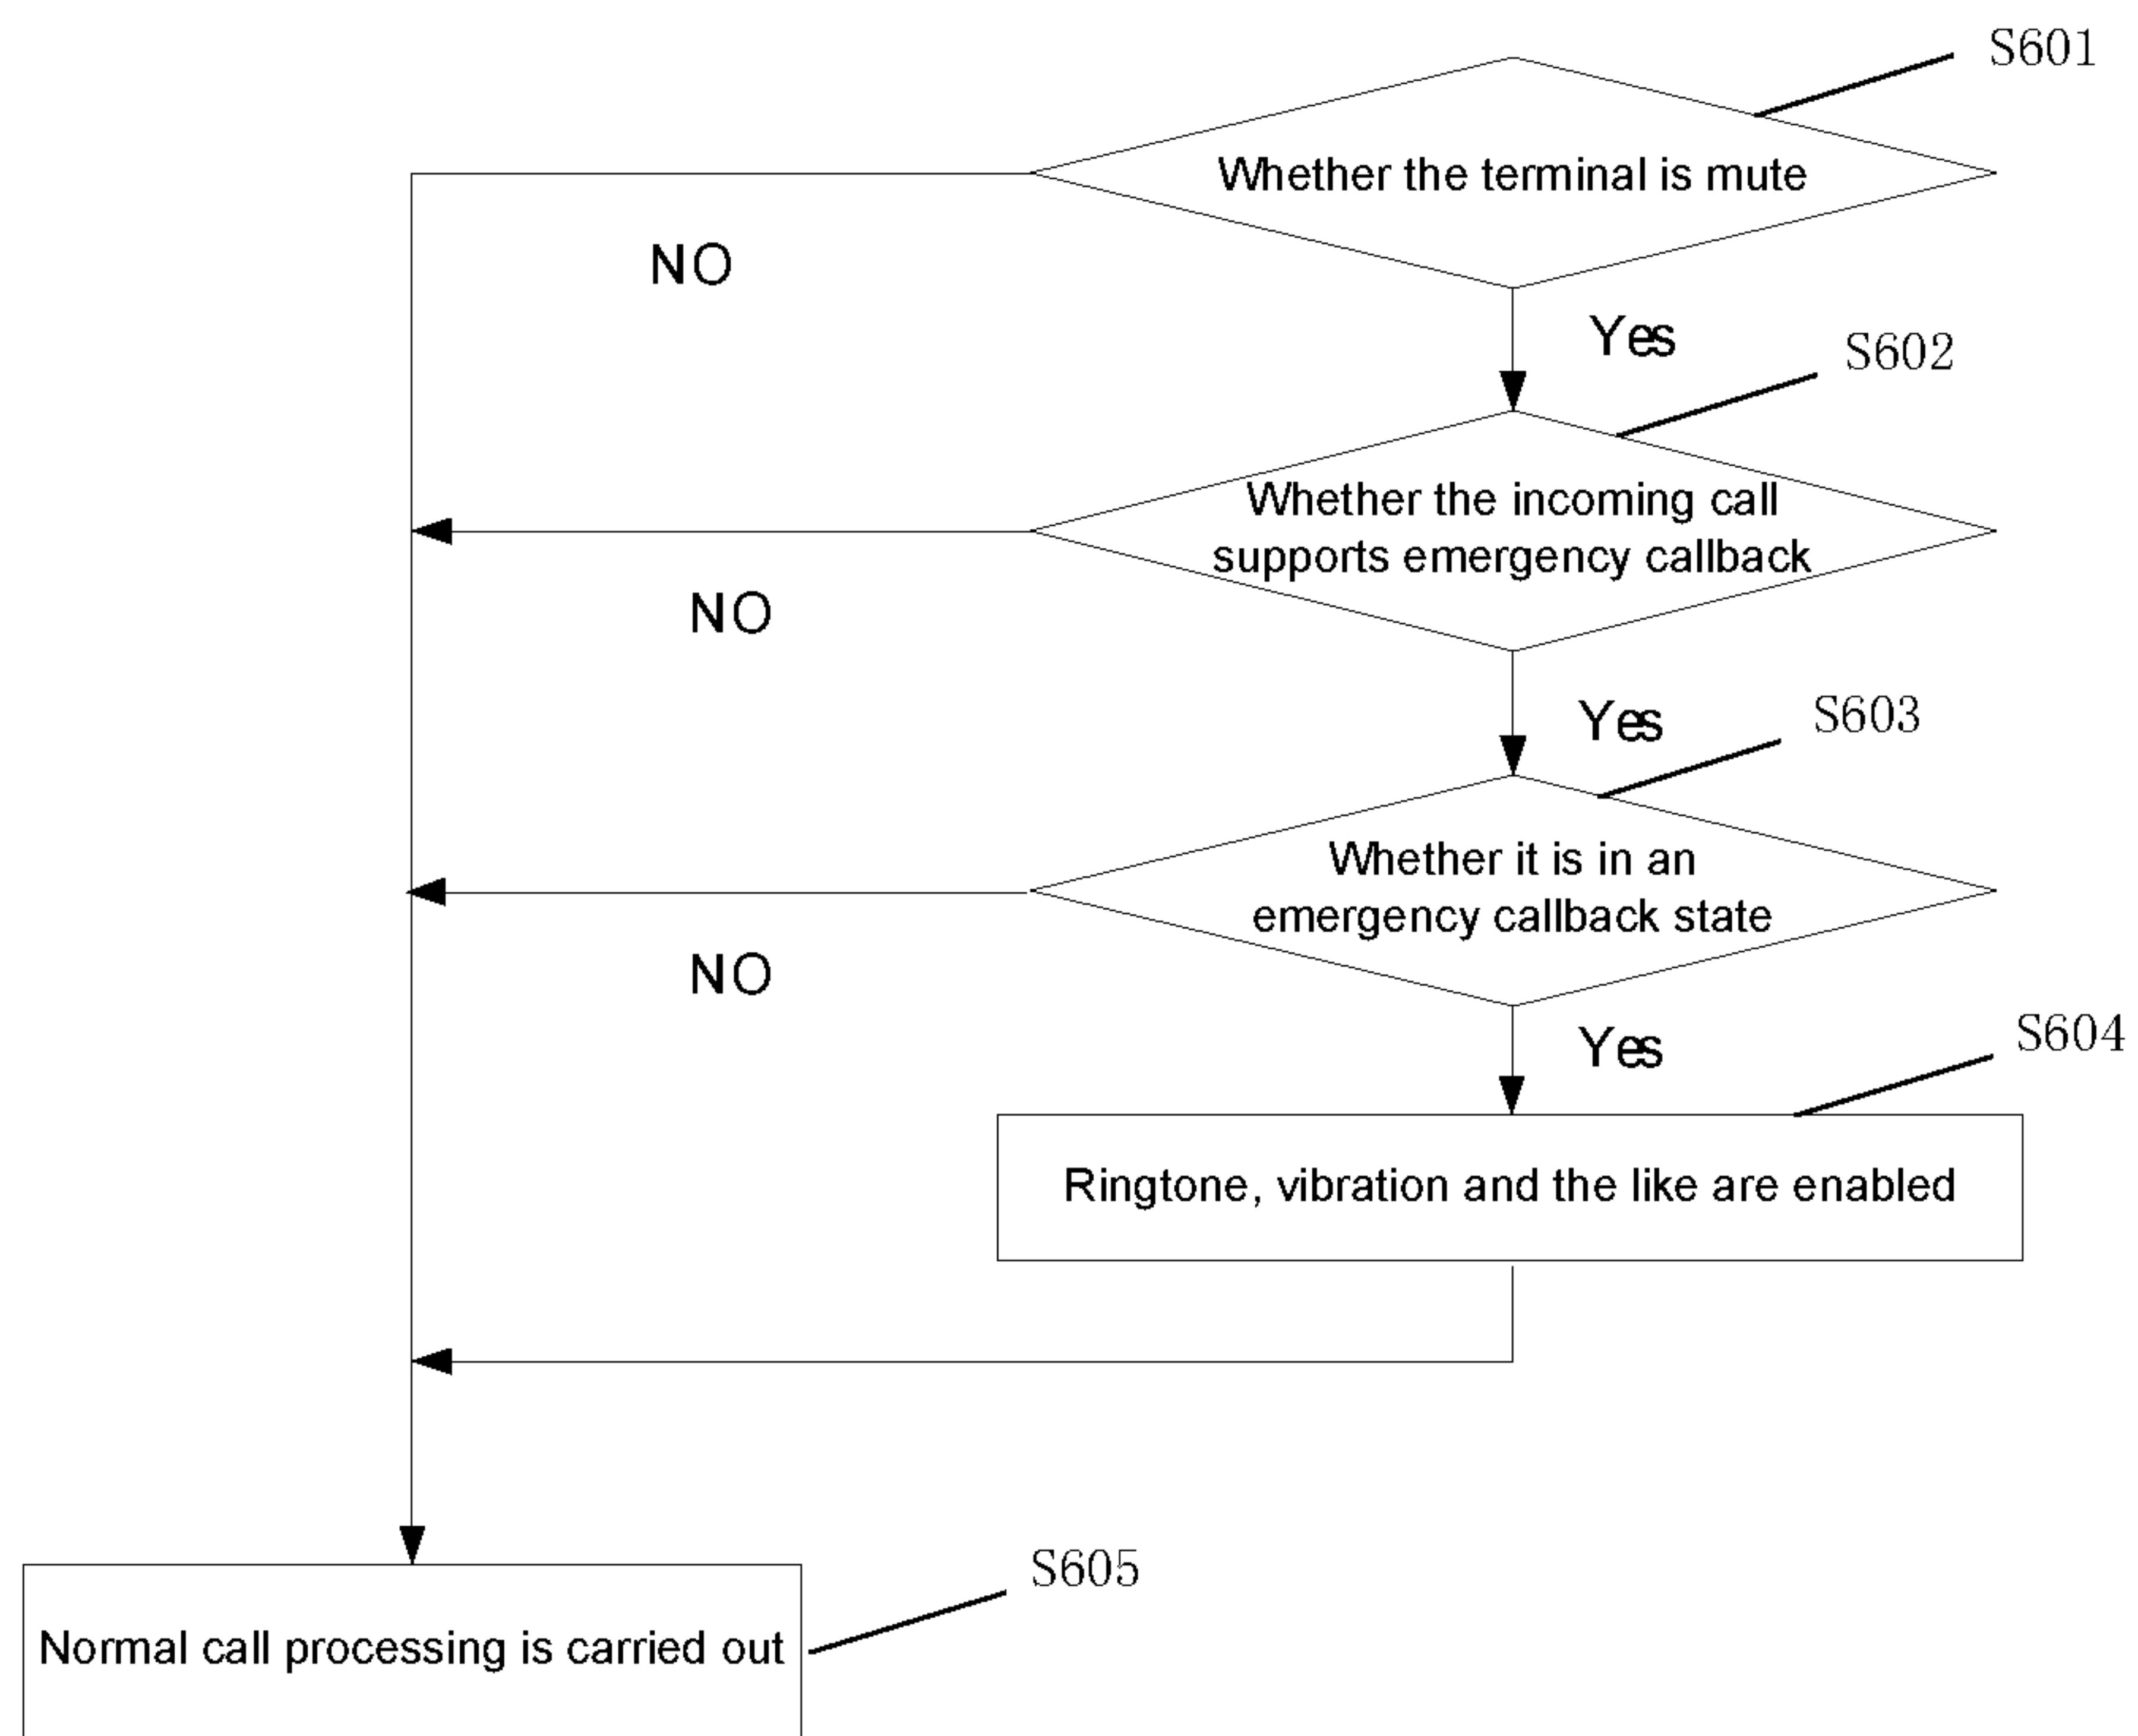 S601
Whether the terminal is mute
NO
Yes
S602
Whether the incoming call
supports emergency callback
NO
Yes
S603
Whether it is in an
emergency callback state
NO
Yes
S604
Ringtone, vibration and the like are enabled
S605
Normal call processing is carried out